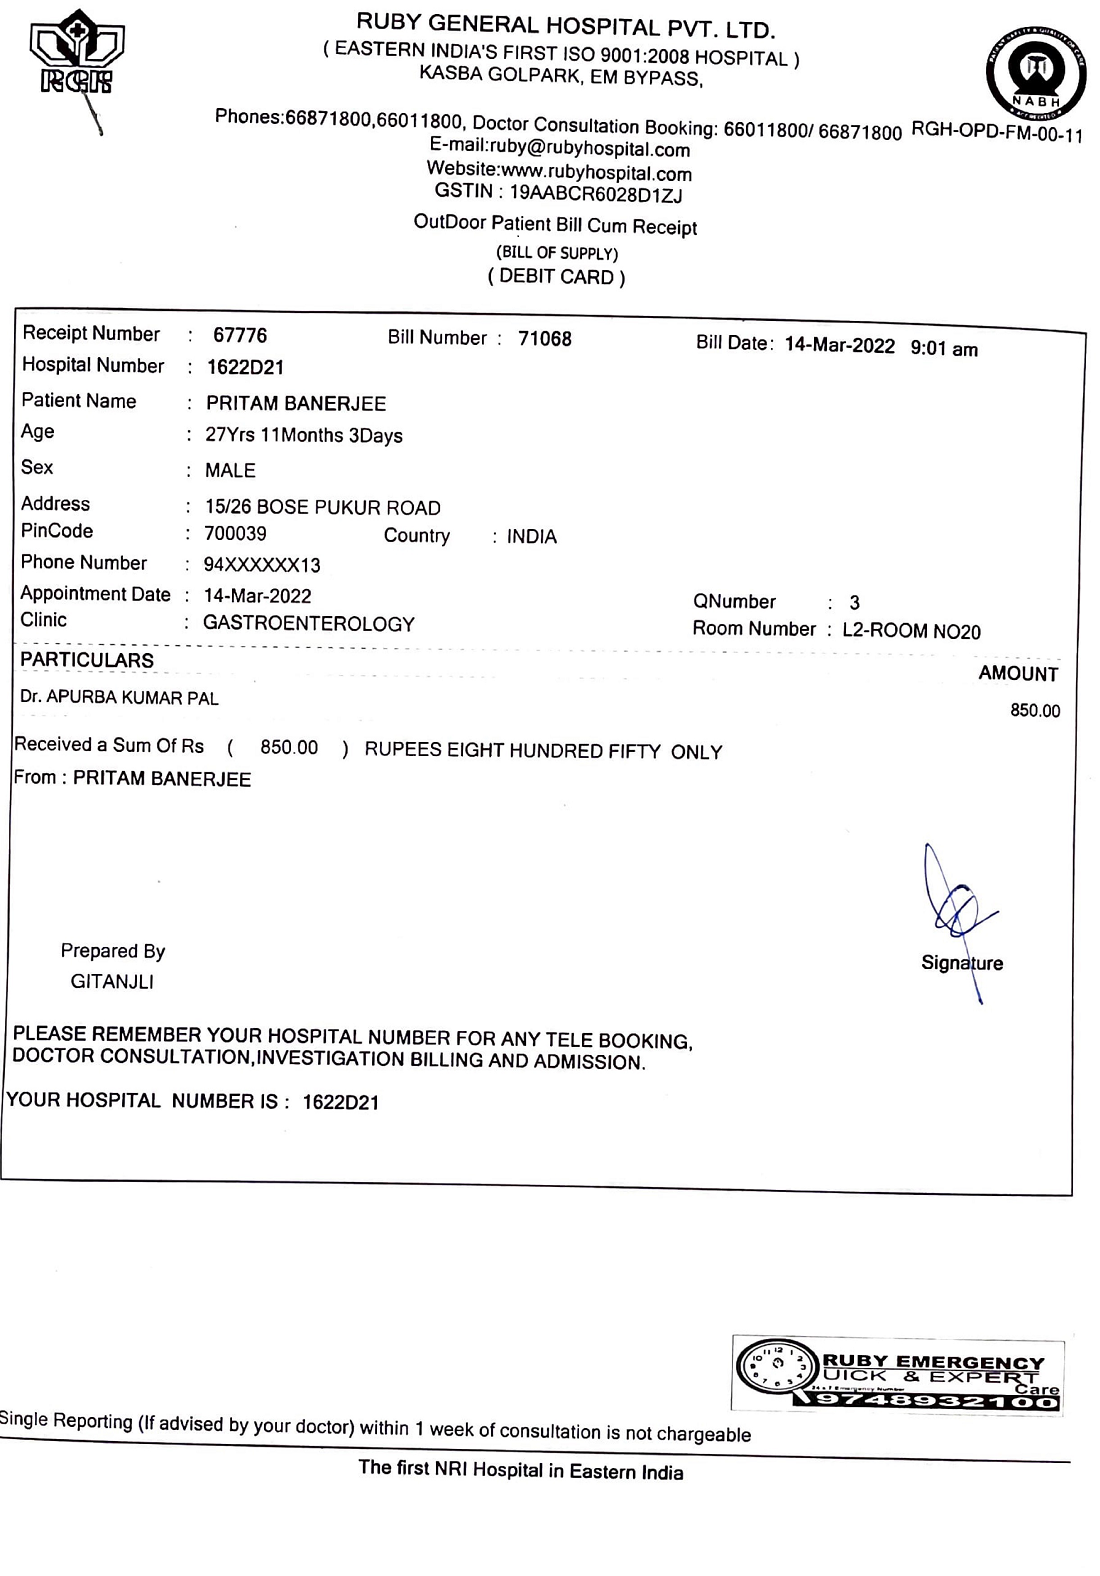 RUBY GENERAL HOSPITAL PVT. LTD.
( EASTERN INDIA'S FIRST ISO 9001:2008 HOSPITAL )
KASBA GOLPARK, EM BYPASS,
RGH
NABH
Phones:66871800,66011800, Doctor Consultation Booking: 66011800/ 66871800 RGH-OPD-FM-00-11
E-mail:ruby@rubyhospital.com
Website:www.rubyhospital.com
GSTIN : 19AABCR6028D1ZJ
OutDoor Patient Bill Cum Receipt
(BILL OF SUPPLY)
( DEBIT CARD )
Receipt Number : 67776 Bill Number : 71068 Bill Date: 14-Mar-2022 9:01 am
Hospital Number : 1622D21
Patient Name : PRITAM BANERJEE
Age : 27Yrs 11Months 3Days
Sex : MALE
Address : 15/26 BOSE PUKUR ROAD
PinCode : 700039 Country : INDIA
Phone Number : 94XXXXXX13
Appointment Date : 14-Mar-2022 QNumber : 3
Clinic : GASTROENTEROLOGY Room Number : L2-ROOM NO20
PARTICULARS AMOUNT
Dr. APURBA KUMAR PAL 850.00
Received a Sum Of Rs ( 850.00 ) RUPEES EIGHT HUNDRED FIFTY ONLY
From : PRITAM BANERJEE
Prepared By Signature
GITANJLI
PLEASE REMEMBER YOUR HOSPITAL NUMBER FOR ANY TELE BOOKING,
DOCTOR CONSULTATION,INVESTIGATION BILLING AND ADMISSION.
YOUR HOSPITAL NUMBER IS : 1622D21
RUBY EMERGENCY
UICK & EXPERT
Care
24 x 7 Emergency Number
9748932100
Single Reporting (If advised by your doctor) within 1 week of consultation is not chargeable
The first NRI Hospital in Eastern India